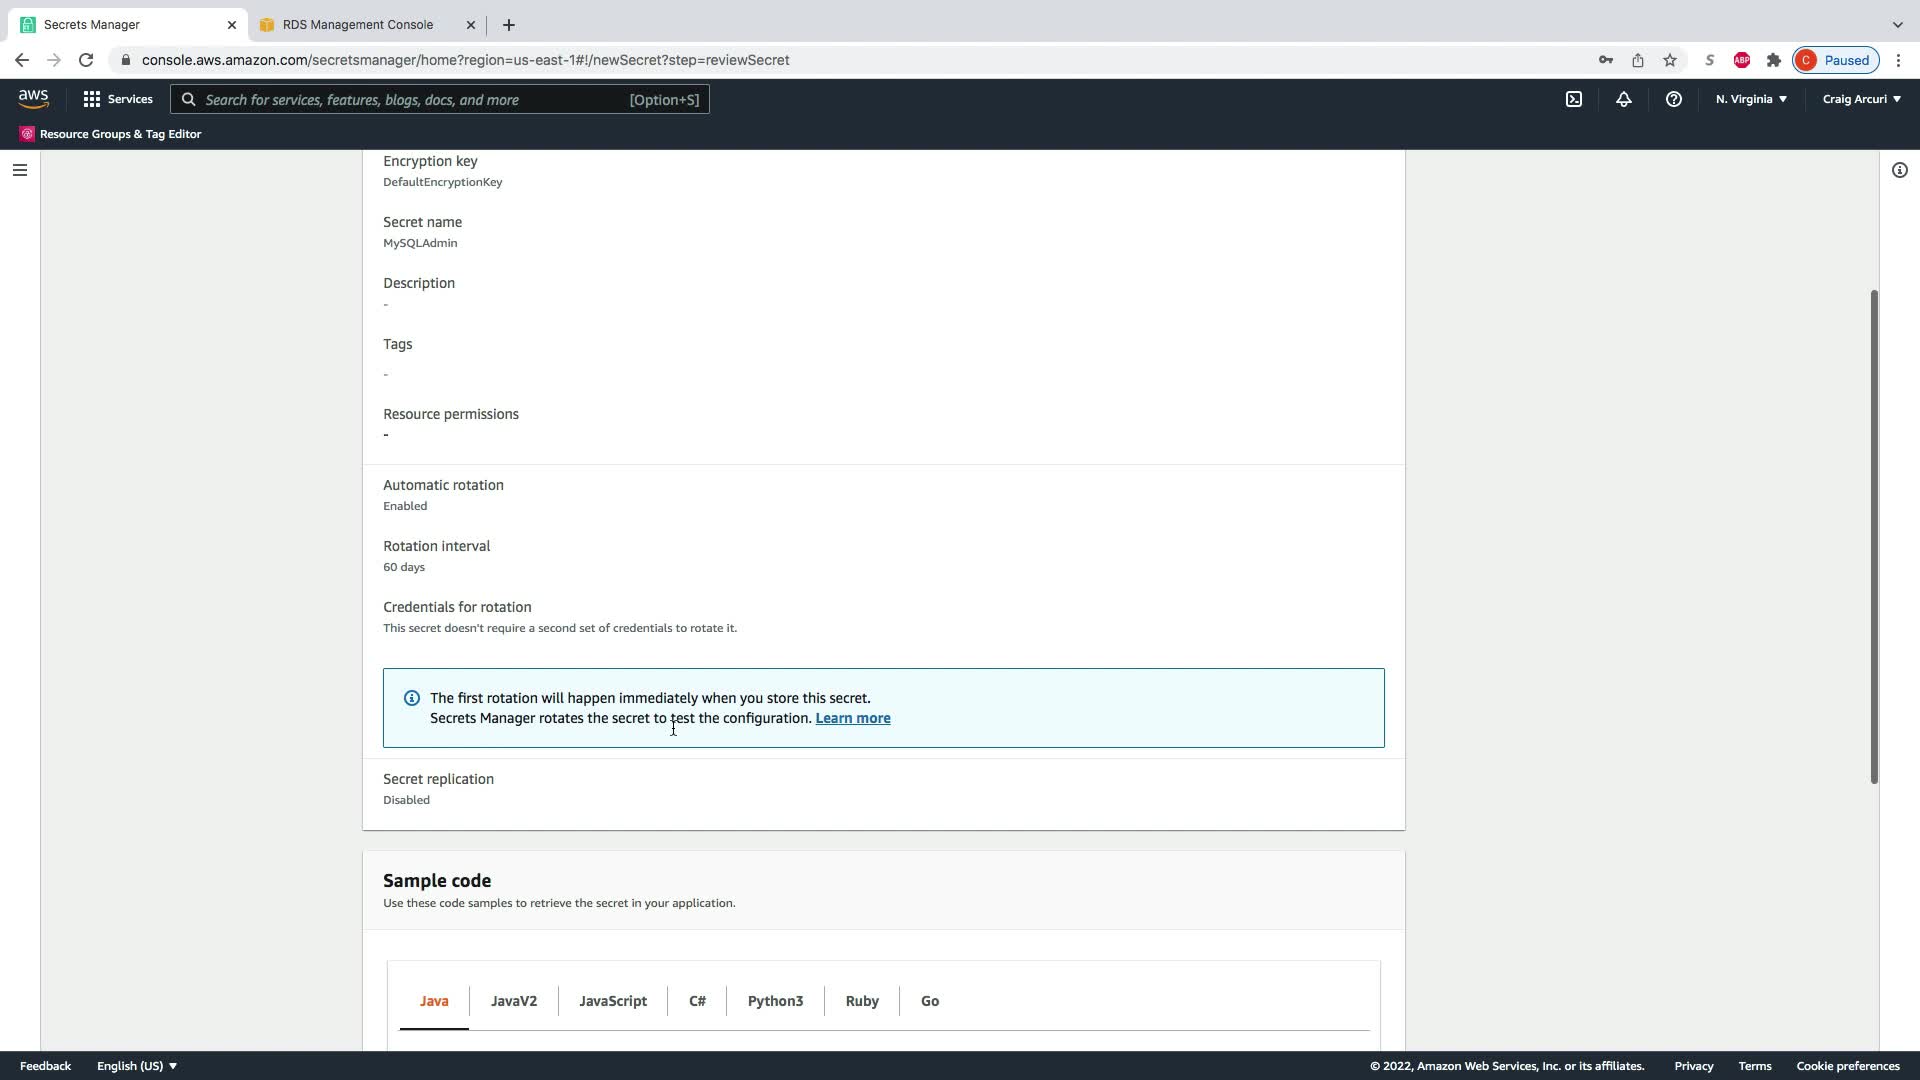 Secrets Manager
RDS Management Console
console.aws.amazon.com/secretsmanager/home?region=us-east-1#!/newSecret?step=reviewSecret
S
ABP
C
Paused
aws
Services
Search for services, features, blogs, docs, and more
[Option+S]
N. Virginia
Craig Arcuri
Resource Groups & Tag Editor
Encryption key
DefaultEncryptionKey
Secret name
MySQLAdmin
Description
-
Tags
-
Resource permissions
-
Automatic rotation
Enabled
Rotation interval
60 days
Credentials for rotation
This secret doesn't require a second set of credentials to rotate it.
The first rotation will happen immediately when you store this secret.
Secrets Manager rotates the secret to test the configuration. Learn more
Secret replication
Disabled
Sample code
Use these code samples to retrieve the secret in your application.
Java
JavaV2
JavaScript
C#
Python3
Ruby
Go
Feedback
English (US)
© 2022, Amazon Web Services, Inc. or its affiliates.
Privacy
Terms
Cookie preferences